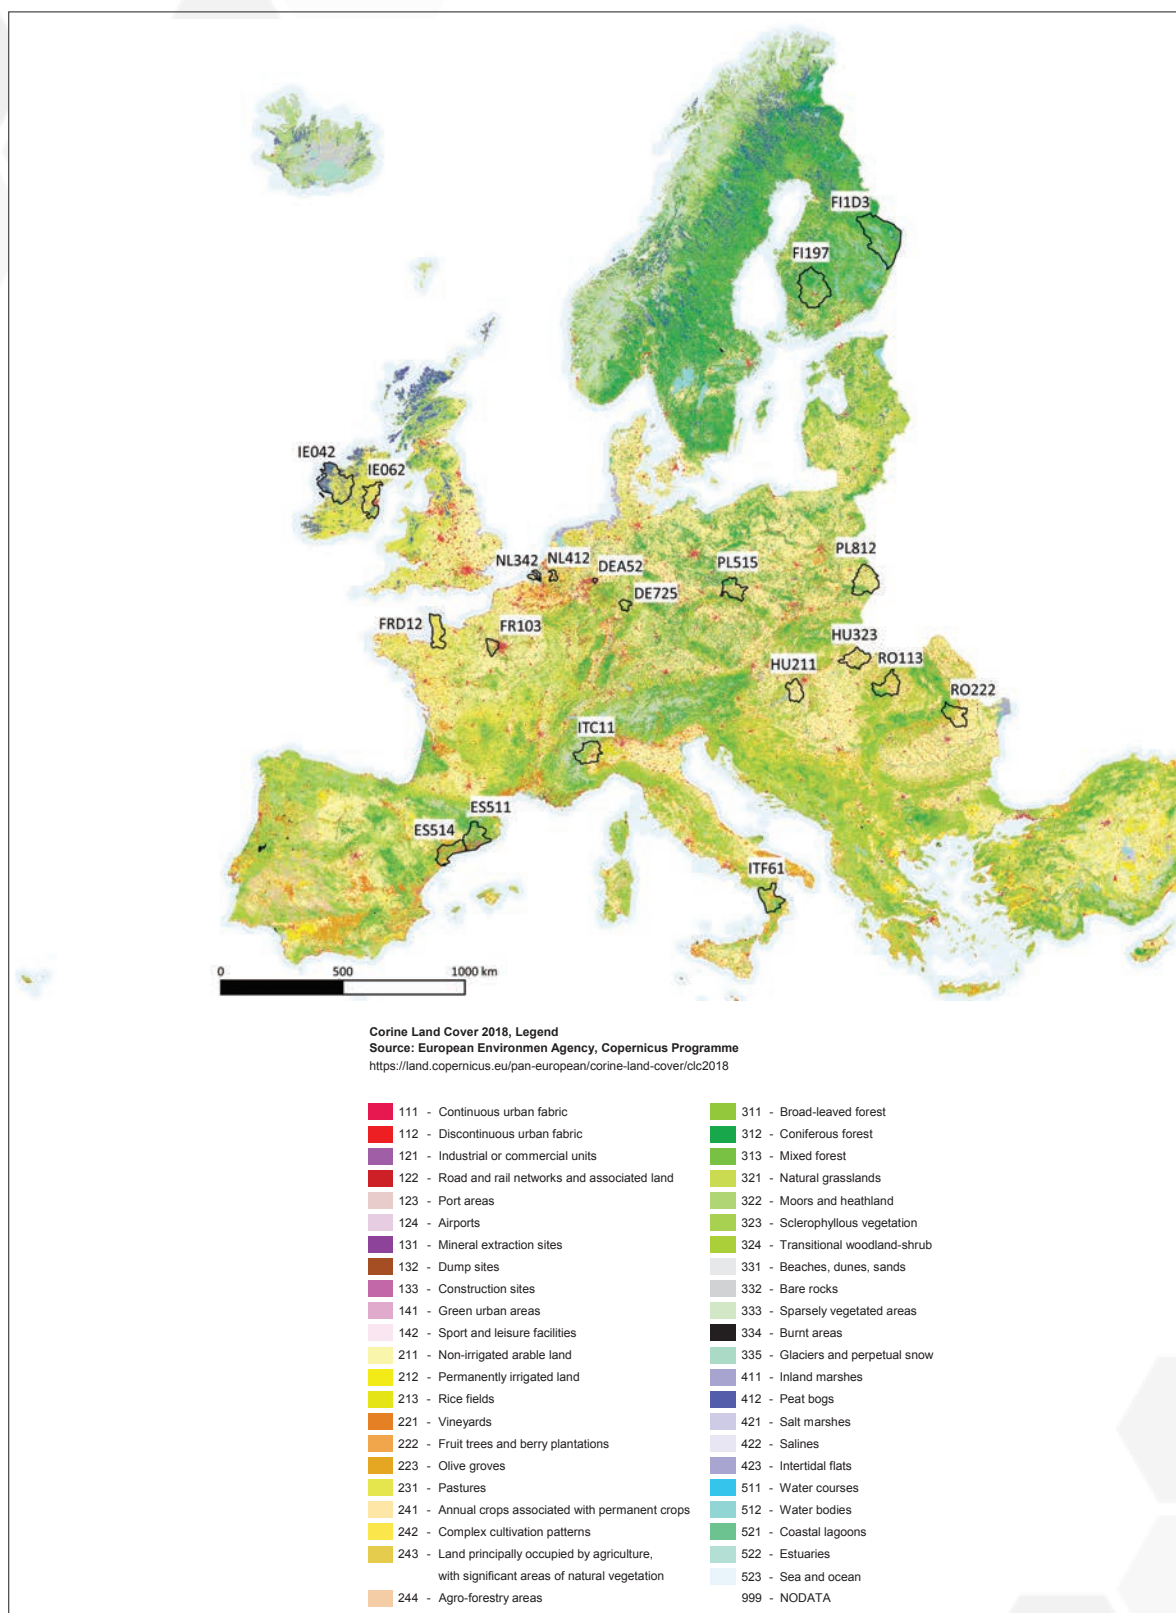 FI1D3
FI197
IE042
IE062
NL342
NL412
DEA52
DE725
PL515
PL812
FRD12
FR103
HU323
HU211
RO113
RO222
ITC11
ES511
ES514
ITF61
0 500 1000 km
Corine Land Cover 2018, Legend
Source: European Environmen Agency, Copernicus Programme
https://land.copernicus.eu/pan-european/corine-land-cover/clc2018
111 - Continuous urban fabric
112 - Discontinuous urban fabric
121 - Industrial or commercial units
122 - Road and rail networks and associated land
123 - Port areas
124 - Airports
131 - Mineral extraction sites
132 - Dump sites
133 - Construction sites
141 - Green urban areas
142 - Sport and leisure facilities
211 - Non-irrigated arable land
212 - Permanently irrigated land
213 - Rice fields
221 - Vineyards
222 - Fruit trees and berry plantations
223 - Olive groves
231 - Pastures
241 - Annual crops associated with permanent crops
242 - Complex cultivation patterns
243 - Land principally occupied by agriculture,
with significant areas of natural vegetation
244 - Agro-forestry areas
311 - Broad-leaved forest
312 - Coniferous forest
313 - Mixed forest
321 - Natural grasslands
322 - Moors and heathland
323 - Sclerophyllous vegetation
324 - Transitional woodland-shrub
331 - Beaches, dunes, sands
332 - Bare rocks
333 - Sparsely vegetated areas
334 - Burnt areas
335 - Glaciers and perpetual snow
411 - Inland marshes
412 - Peat bogs
421 - Salt marshes
422 - Salines
423 - Intertidal flats
511 - Water courses
512 - Water bodies
521 - Coastal lagoons
522 - Estuaries
523 - Sea and ocean
999 - NODATA